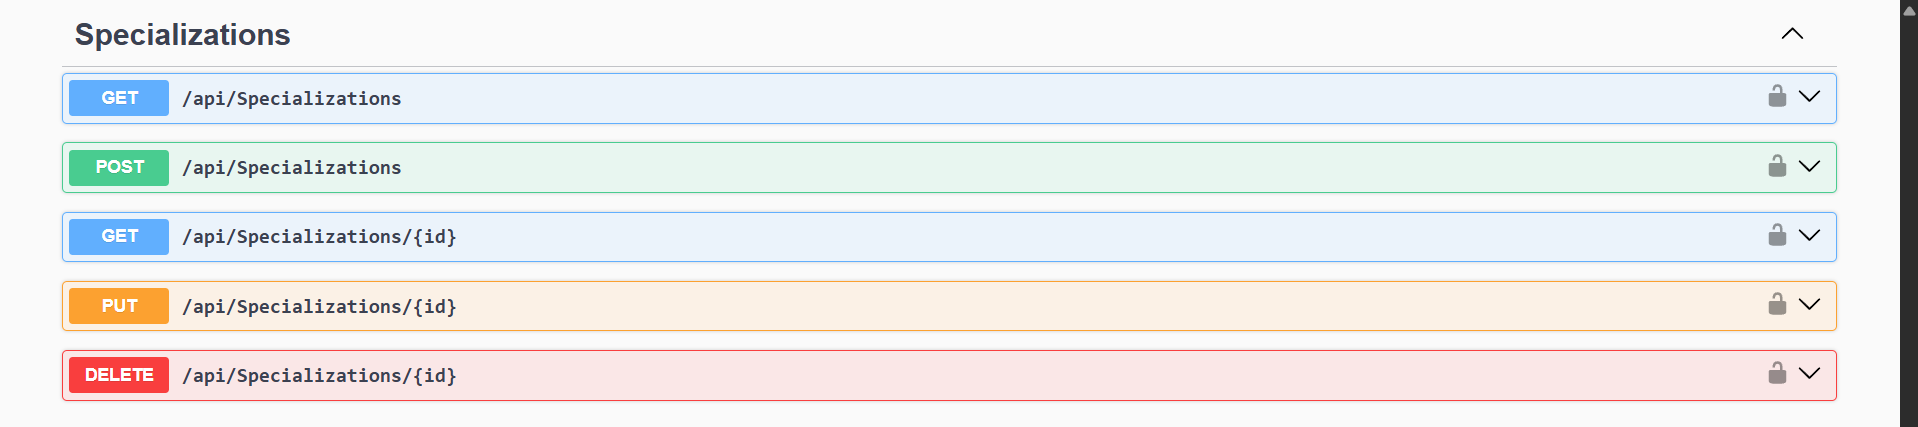 Specializations
GET /api/Specializations
POST /api/Specializations
GET /api/Specializations/{id}
PUT /api/Specializations/{id}
DELETE /api/Specializations/{id}